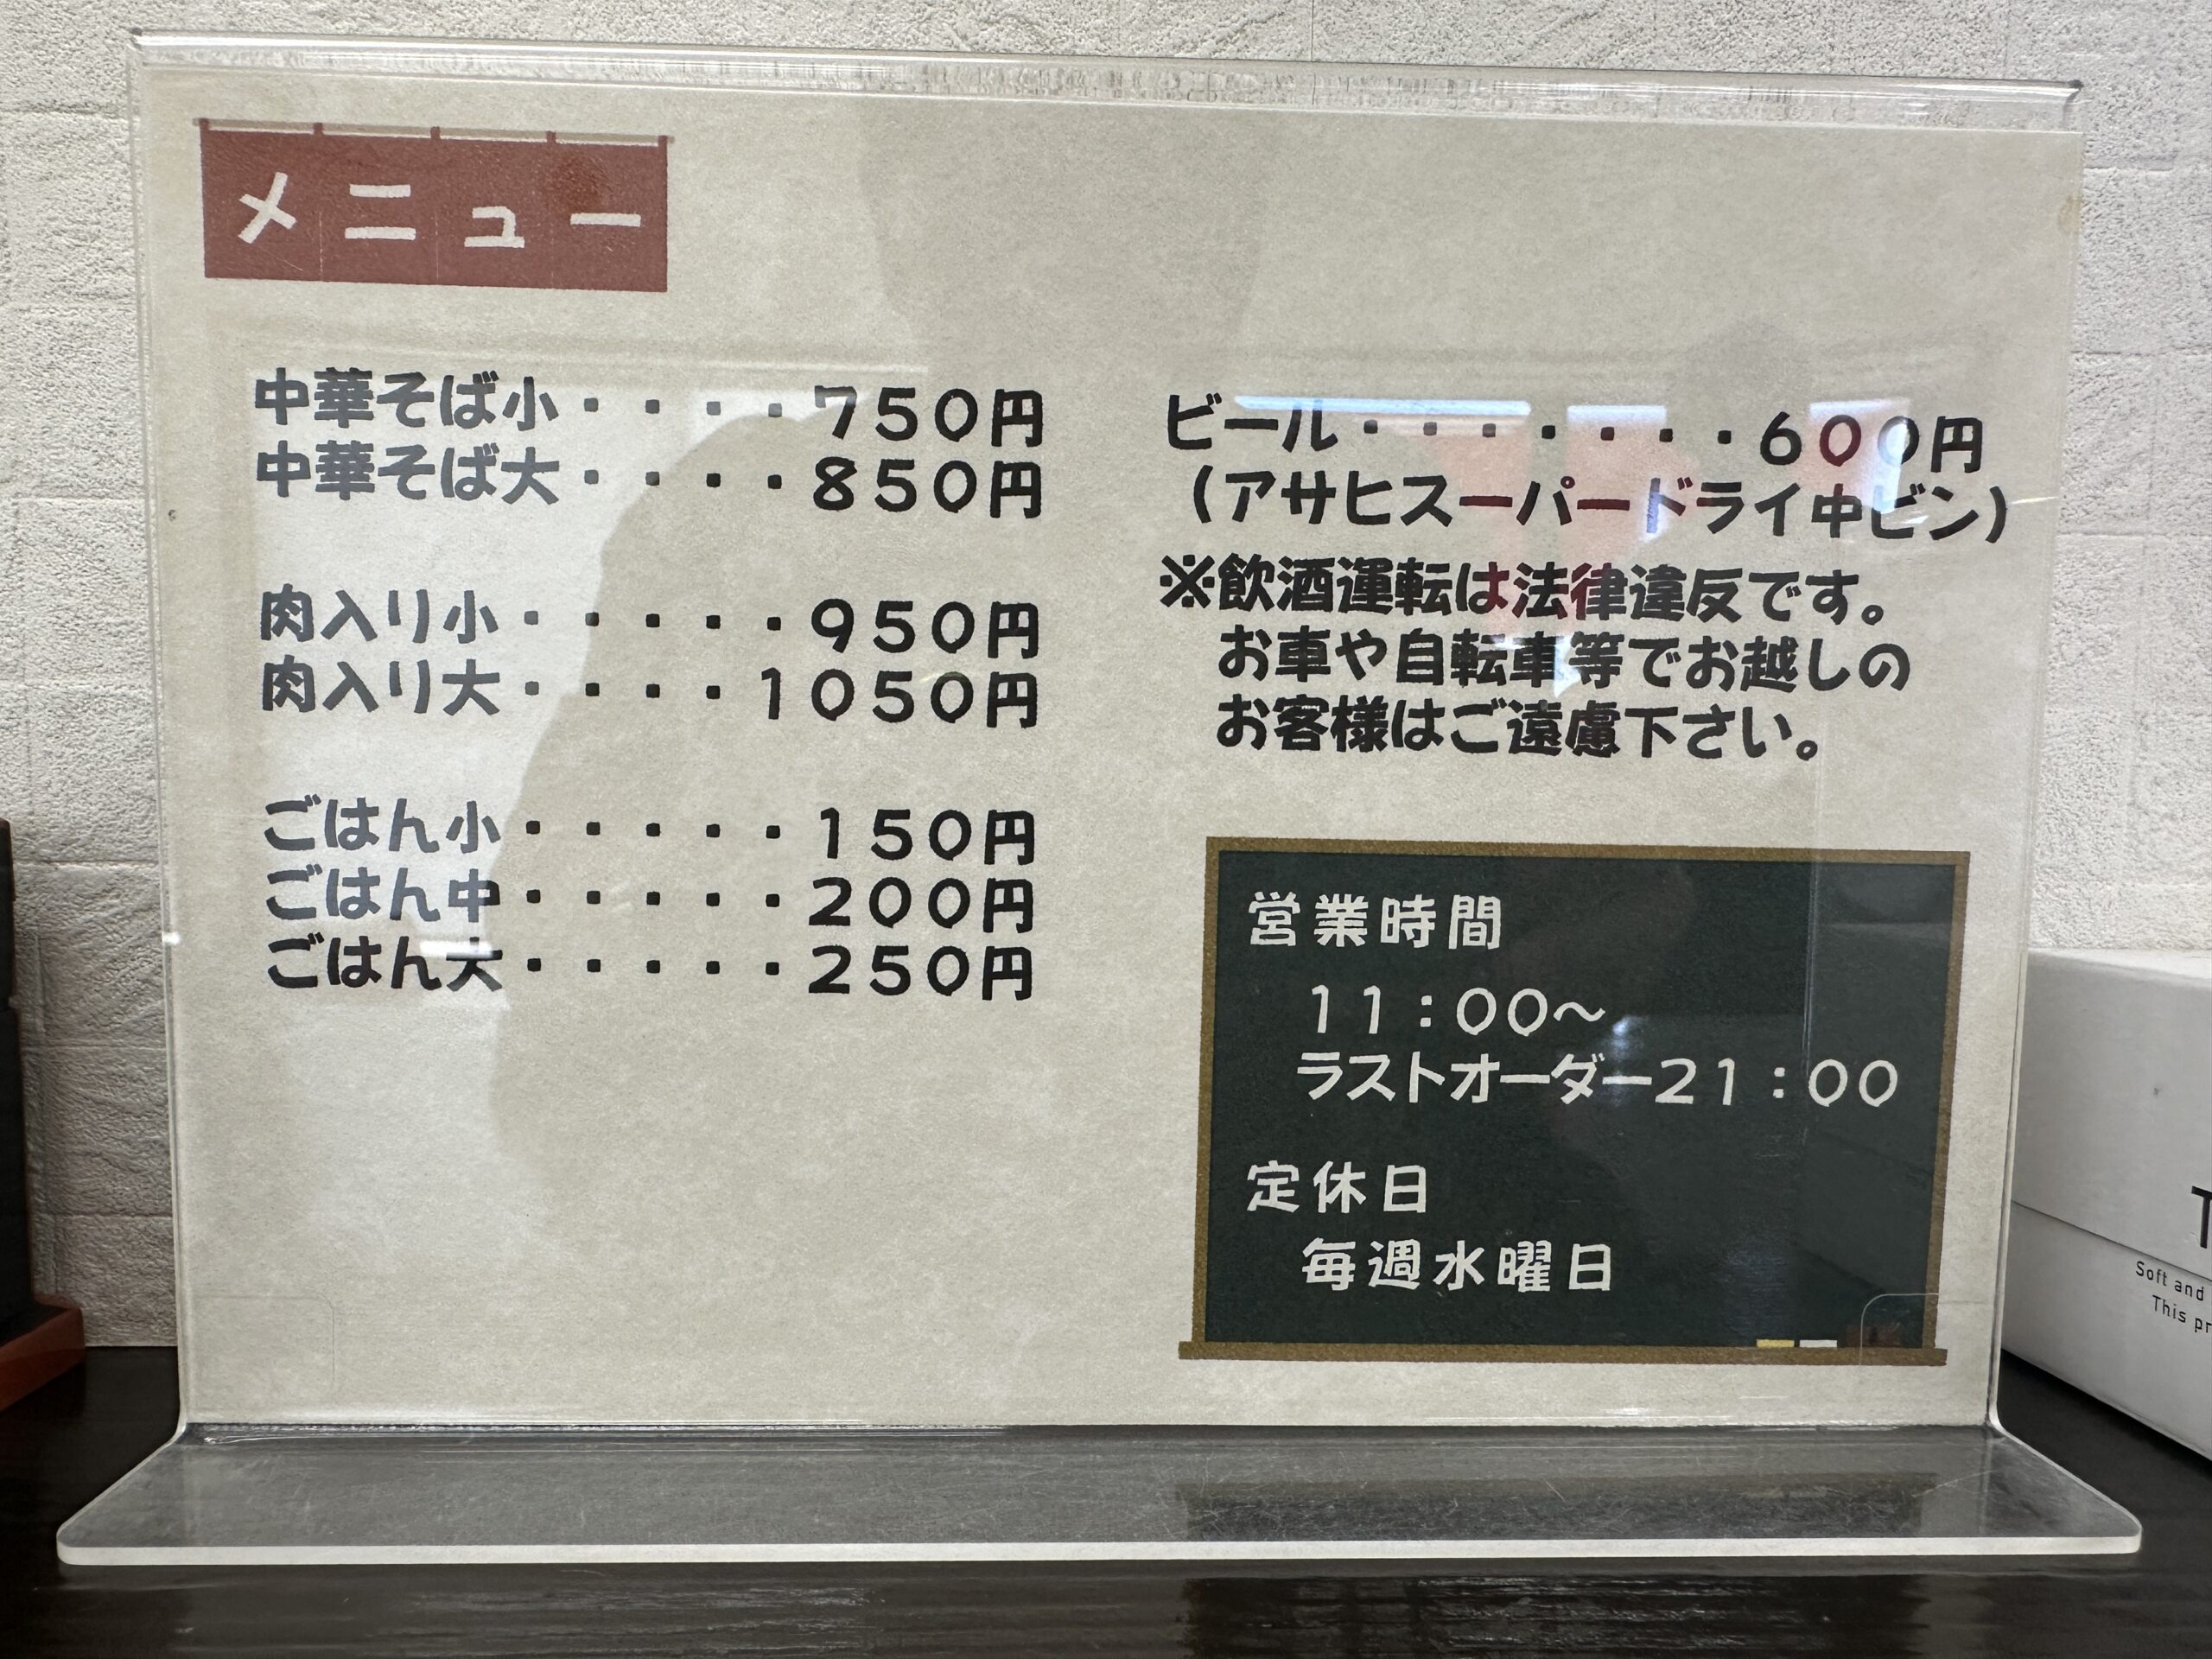 メニュー
中華そば小・・・・750円
中華そば大・・・・850円
肉入り小・・・・・950円
肉入り大・・・・1050円
ごはん小・・・・・150円
ごはん中・・・・・200円
ごはん大・・・・・250円
ビール・・・・・・・600円
(アサヒスーパードライ中ビン)
※飲酒運転は法律違反です。
お車や自転車等でお越しの
お客様はご遠慮下さい。
営業時間
11:00～
ラストオーダー21:00
定休日
毎週水曜日
Soft and
This